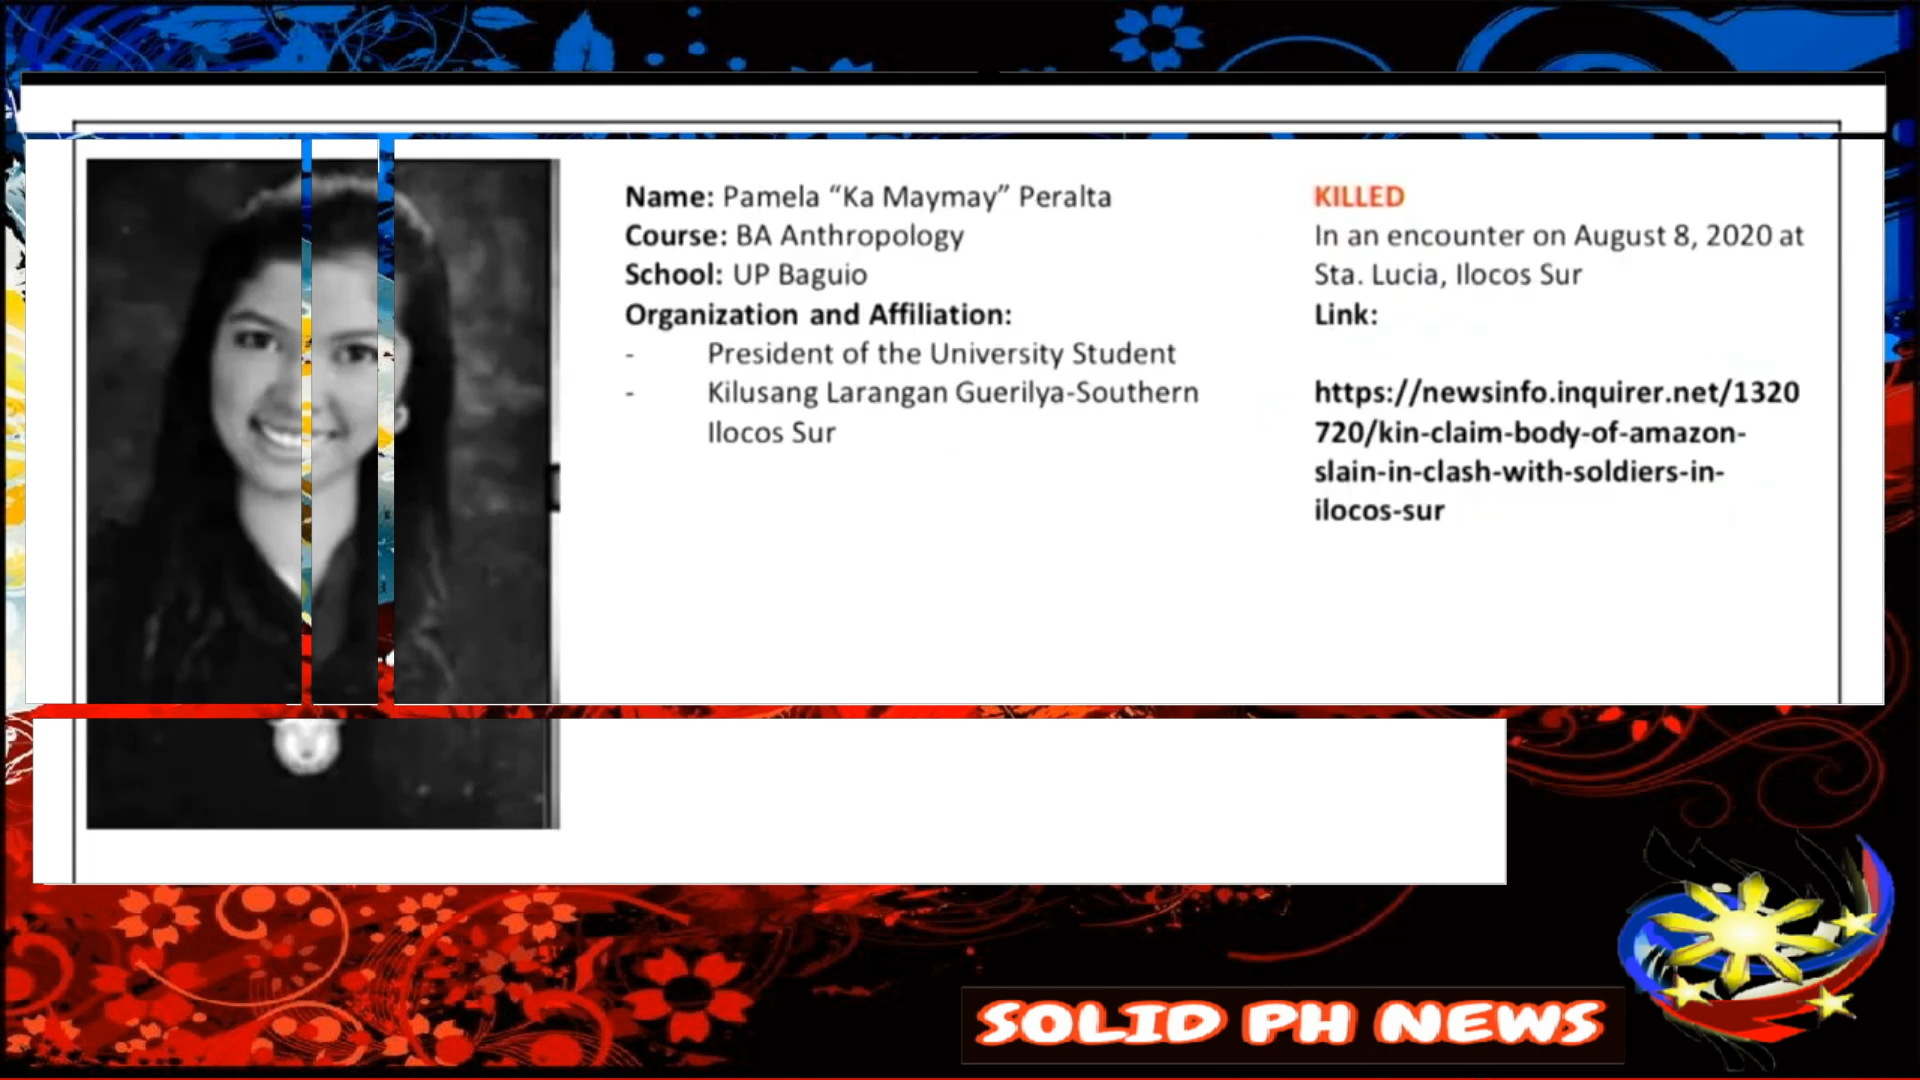 Name: Pamela “Ka Maymay” Peralta
Course: BA Anthropology
School: UP Baguio
Organization and Affiliation:
- President of the University Student
- Kilusang Larangan Guerilya-Southern
Ilocos Sur
KILLED
In an encounter on August 8, 2020 at
Sta. Lucia, Ilocos Sur
Link:
https://newsinfo.inquirer.net/1320
720/kin-claim-body-of-amazon-
slain-in-clash-with-soldiers-in-
ilocos-sur
SOLID PH NEWS